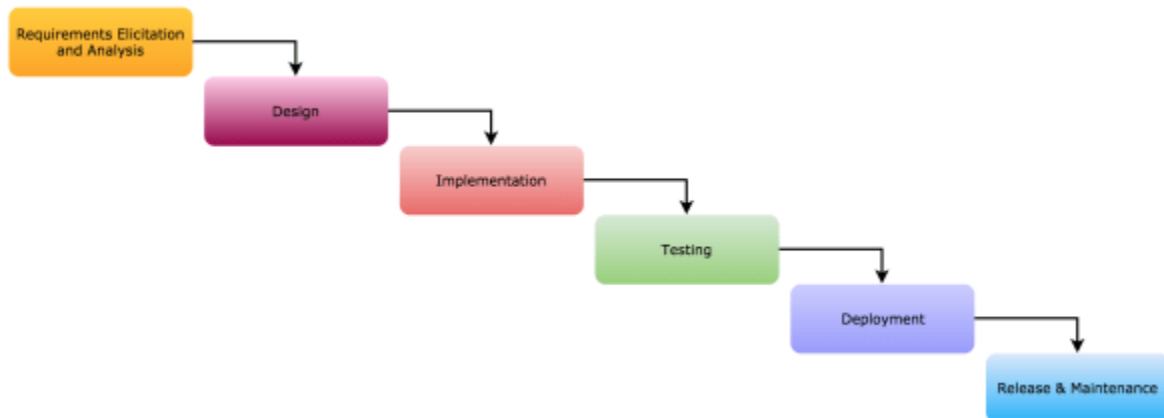 Requirements Elicitation
and Analysis
Design
Implementation
Testing
Deployment
Release & Maintenance